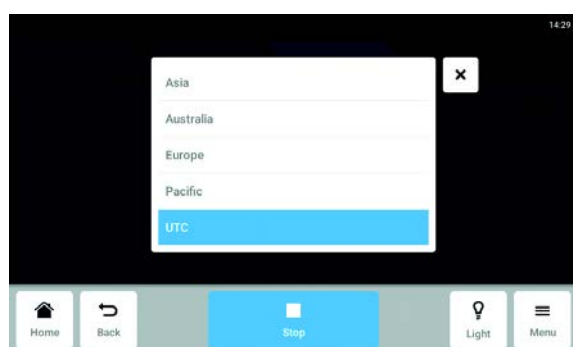 14:29
Asia
Australia
Europe
Pacific
UTC
Home
Back
Stop
Light
Menu